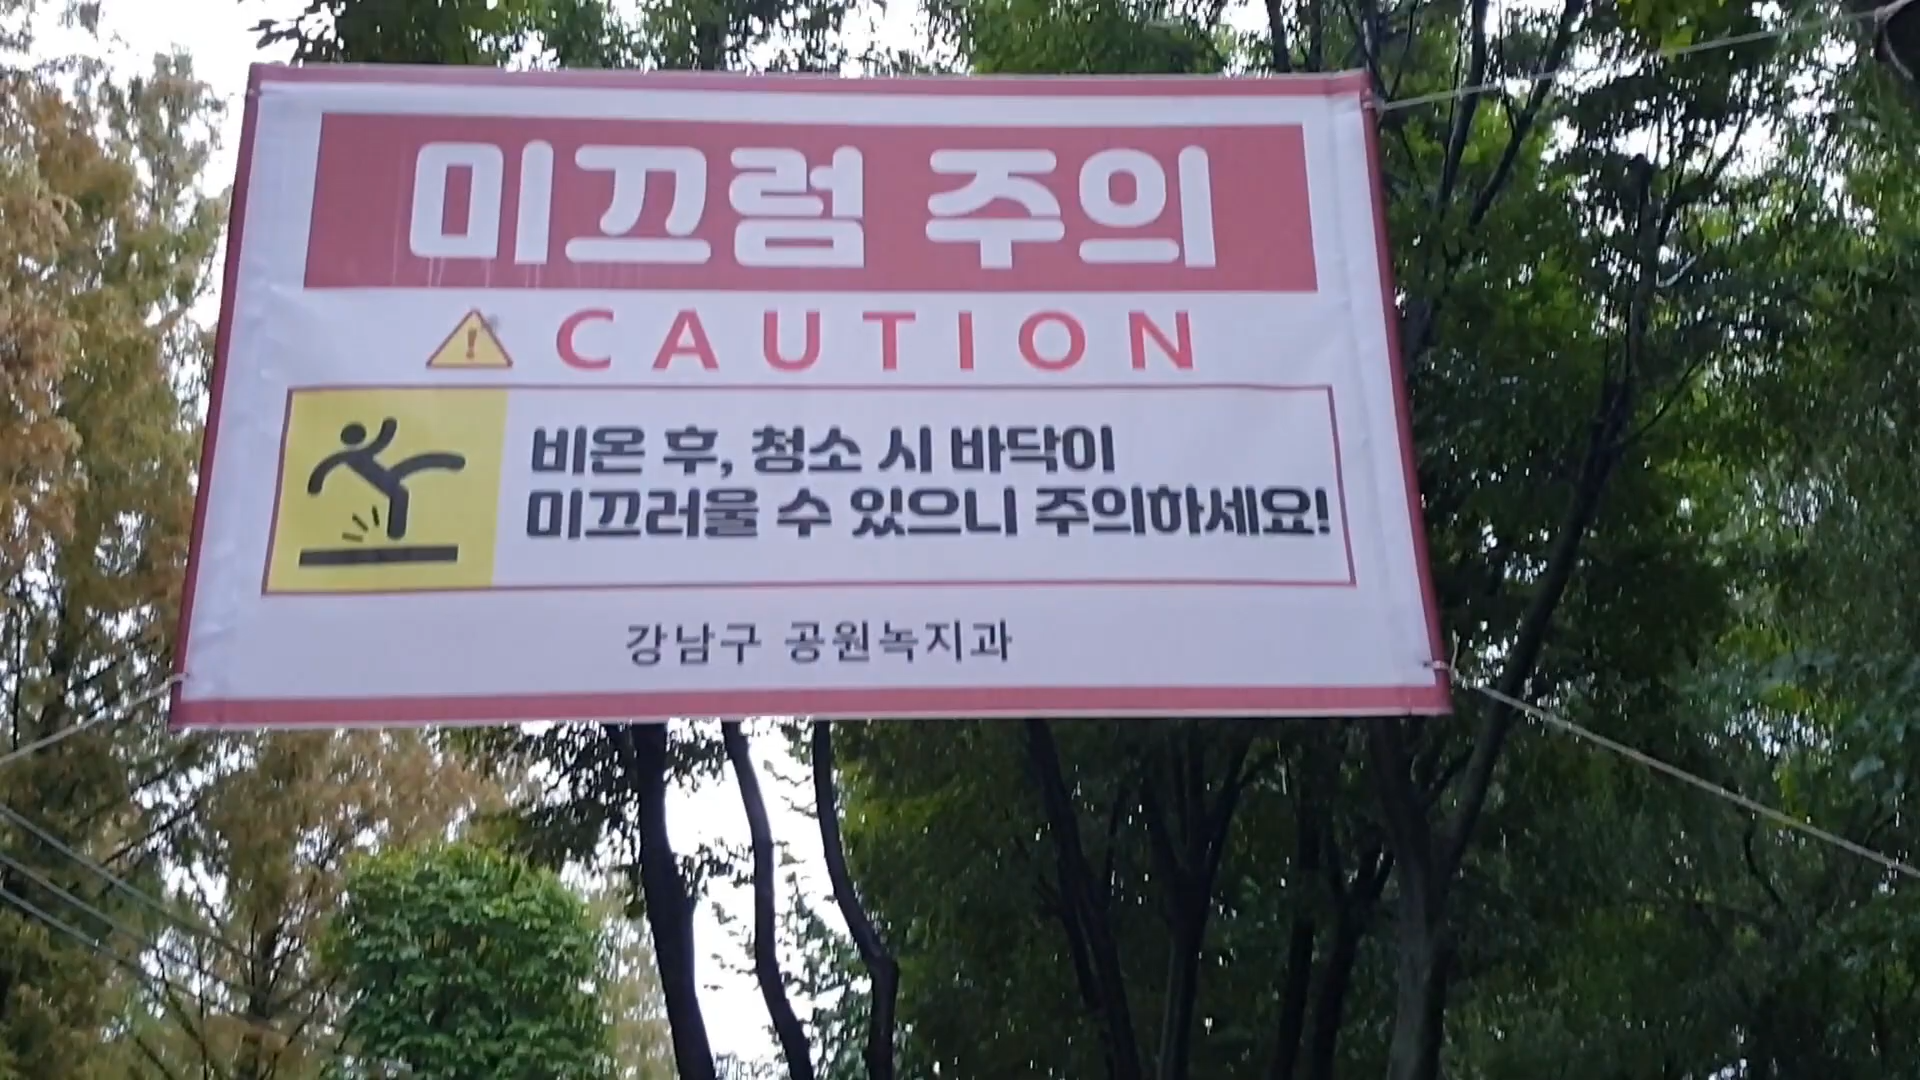 미끄럼 주의
CAUTION
비온 후, 청소 시 바닥이
미끄러울 수 있으니 주의하세요!
강남구 공원녹지과